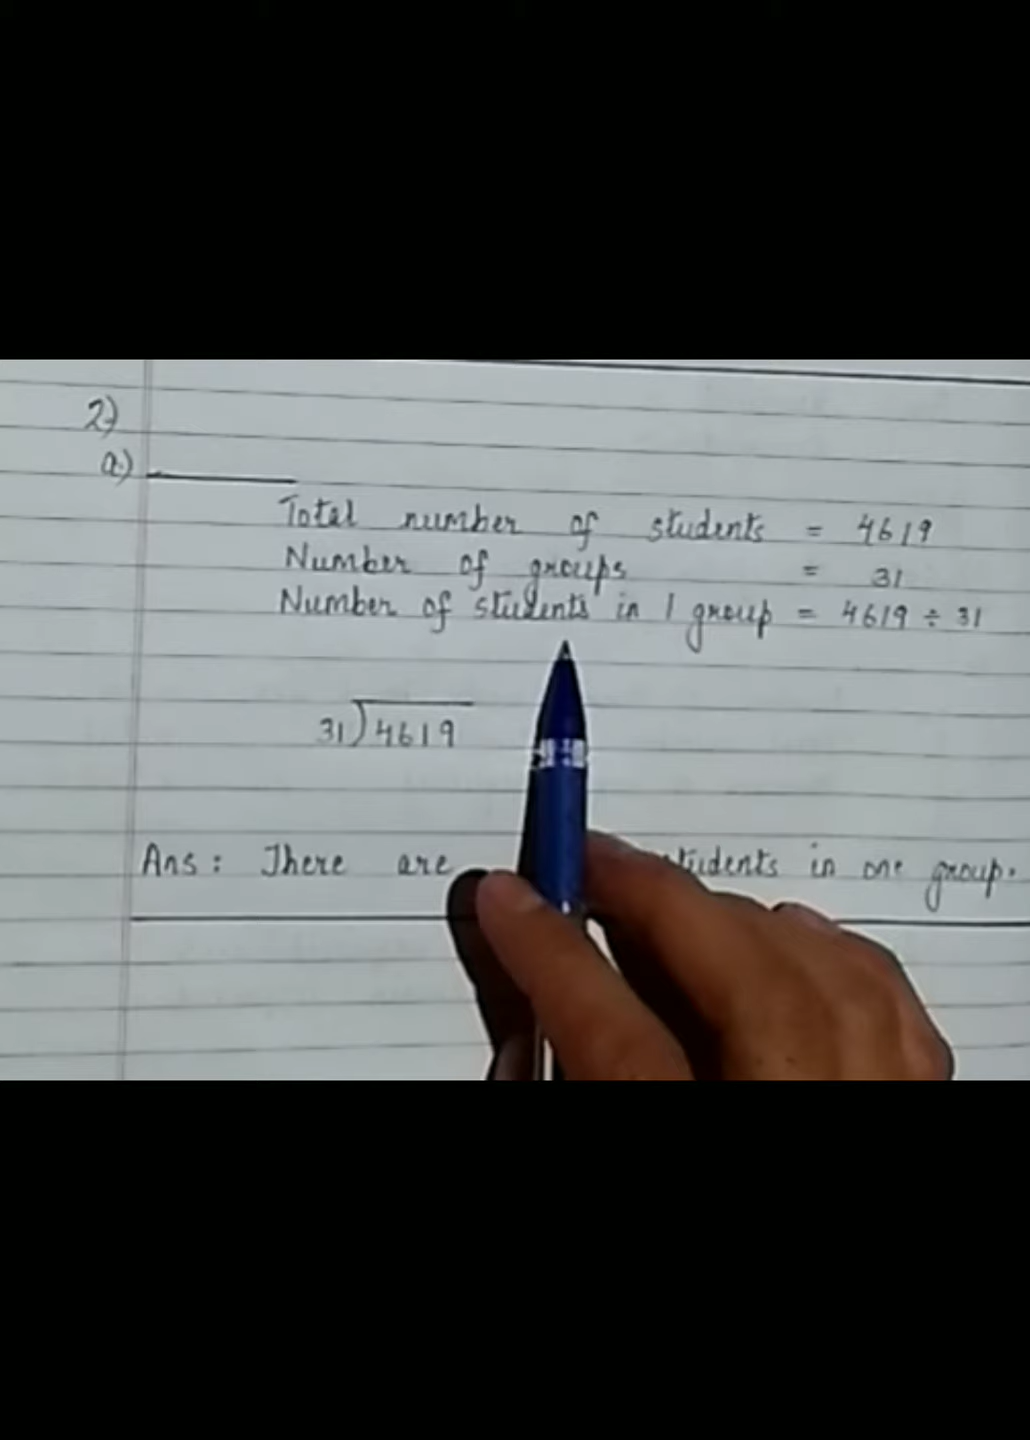 2)
a)
Total number of students = 4619
Number of groups = 31
Number of students in 1 group = 4619 ÷ 31
31)4619
Ans: There are students in one group.